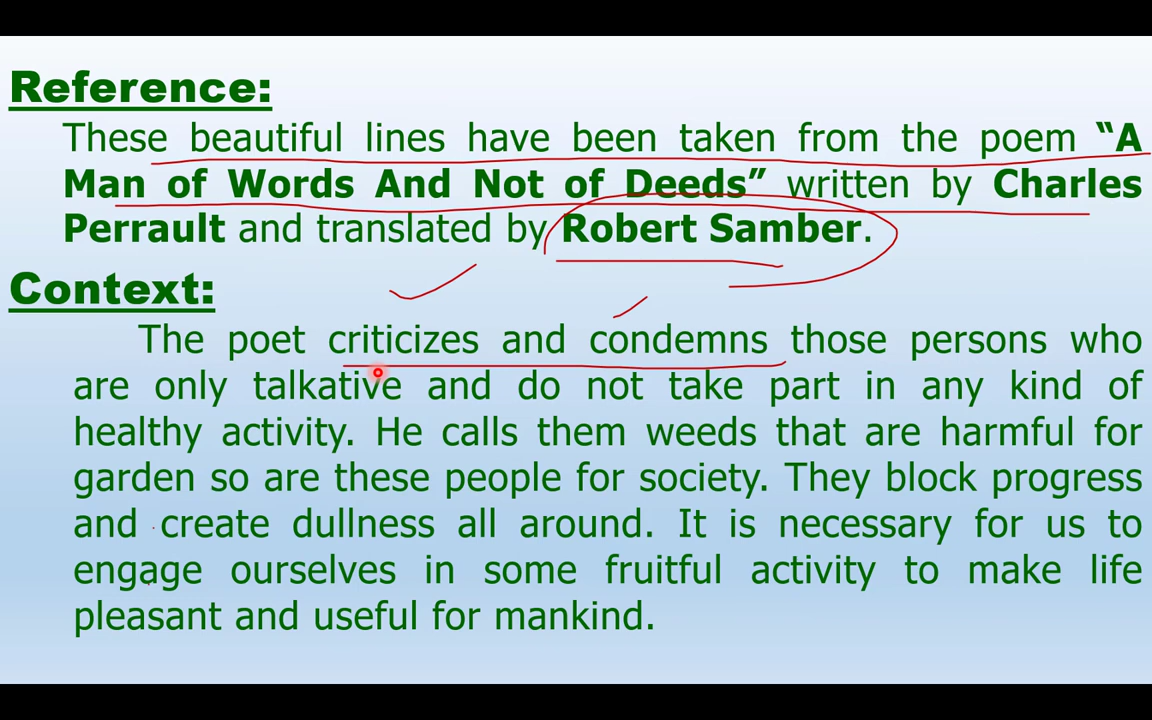 Reference:
These beautiful lines have been taken from the poem “A
Man of Words And Not of Deeds” written by Charles
Perrault and translated by Robert Samber.
Context:
The poet criticizes and condemns those persons who
are only talkative and do not take part in any kind of
healthy activity. He calls them weeds that are harmful for
garden so are these people for society. They block progress
and create dullness all around. It is necessary for us to
engage ourselves in some fruitful activity to make life
pleasant and useful for mankind.